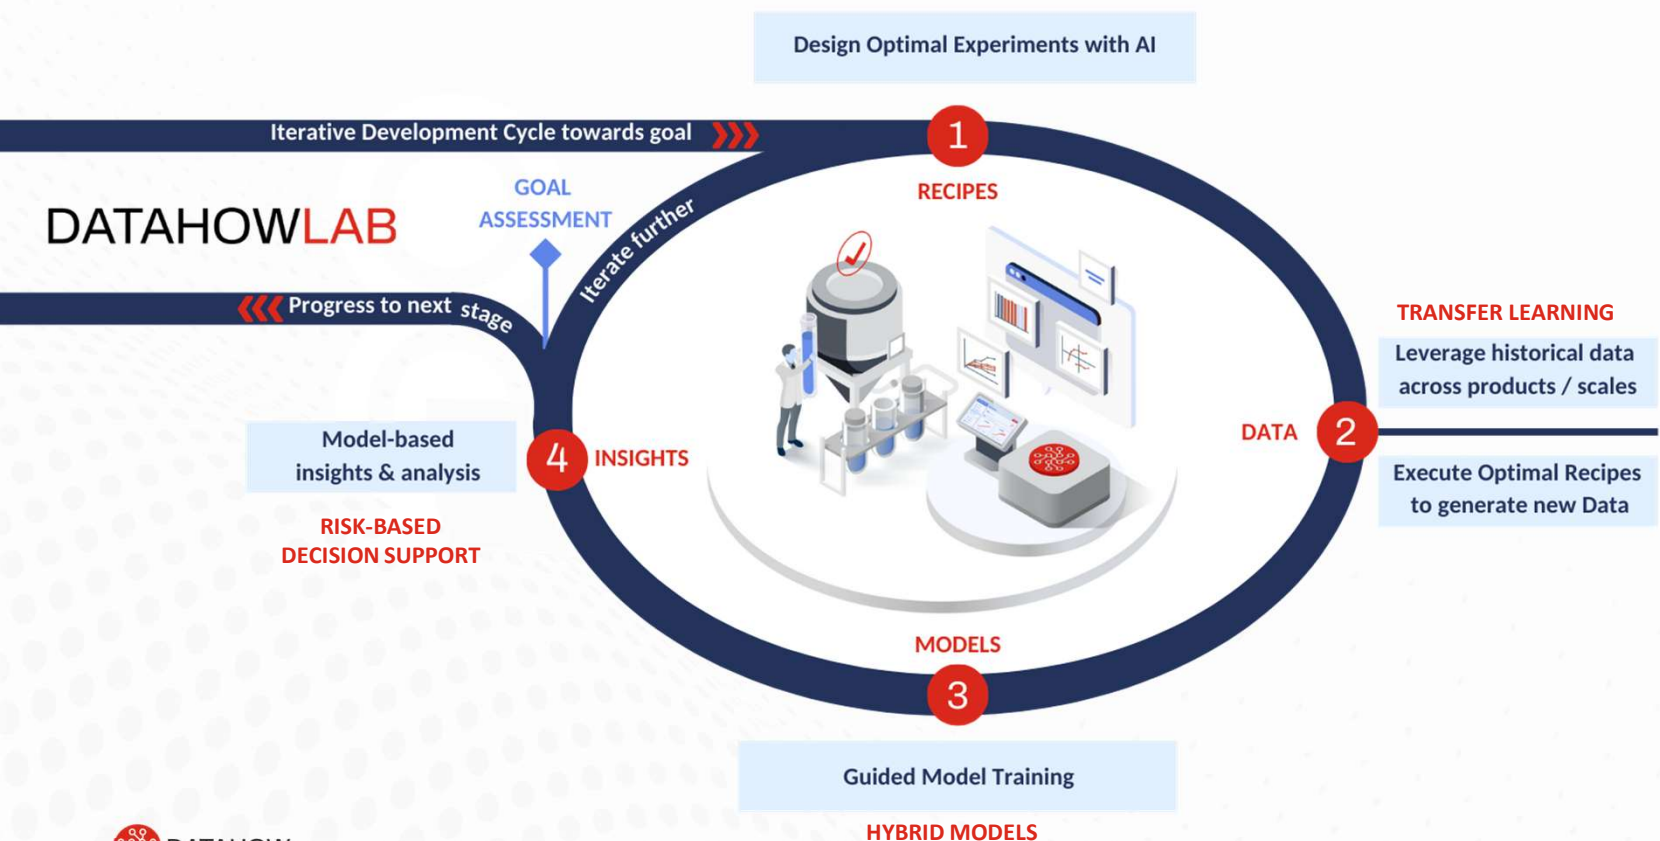 Design Optimal Experiments with AI
Iterative Development Cycle towards goal
1
RECIPES
GOAL
ASSESSMENT
Iterate further
DATAHOWLAB
Progress to next stage
TRANSFER LEARNING
Leverage historical data
across products / scales
DATA
2
Execute Optimal Recipes
to generate new Data
Model-based
insights & analysis
4
INSIGHTS
RISK-BASED
DECISION SUPPORT
MODELS
3
Guided Model Training
HYBRID MODELS
DATAHOW